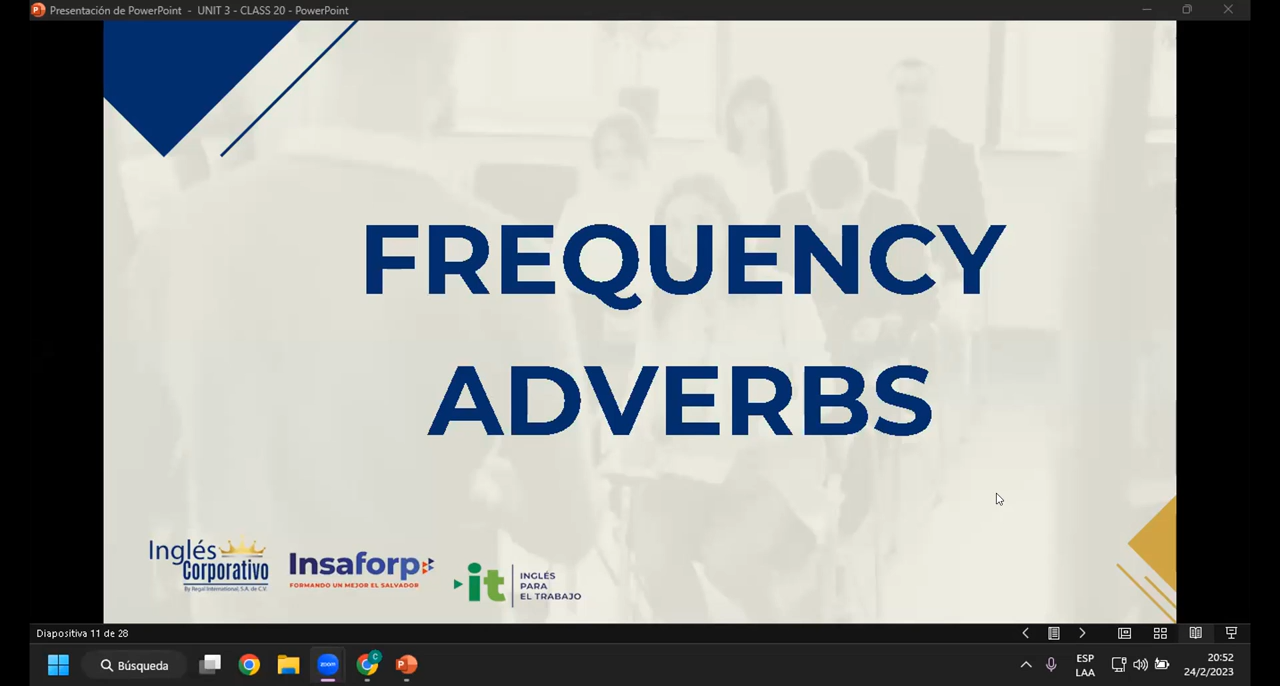 Presentación de PowerPoint - UNIT 3 - CLASS 20 - PowerPoint
FREQUENCY
ADVERBS
Inglés
Corporativo
By Regal International, S.A. de C.V.
Insaforp
FORMANDO UN MEJOR EL SALVADOR
it
INGLÉS
PARA
EL TRABAJO
Diapositiva 11 de 28
Búsqueda
zoom
ESP
LAA
20:52
24/2/2023